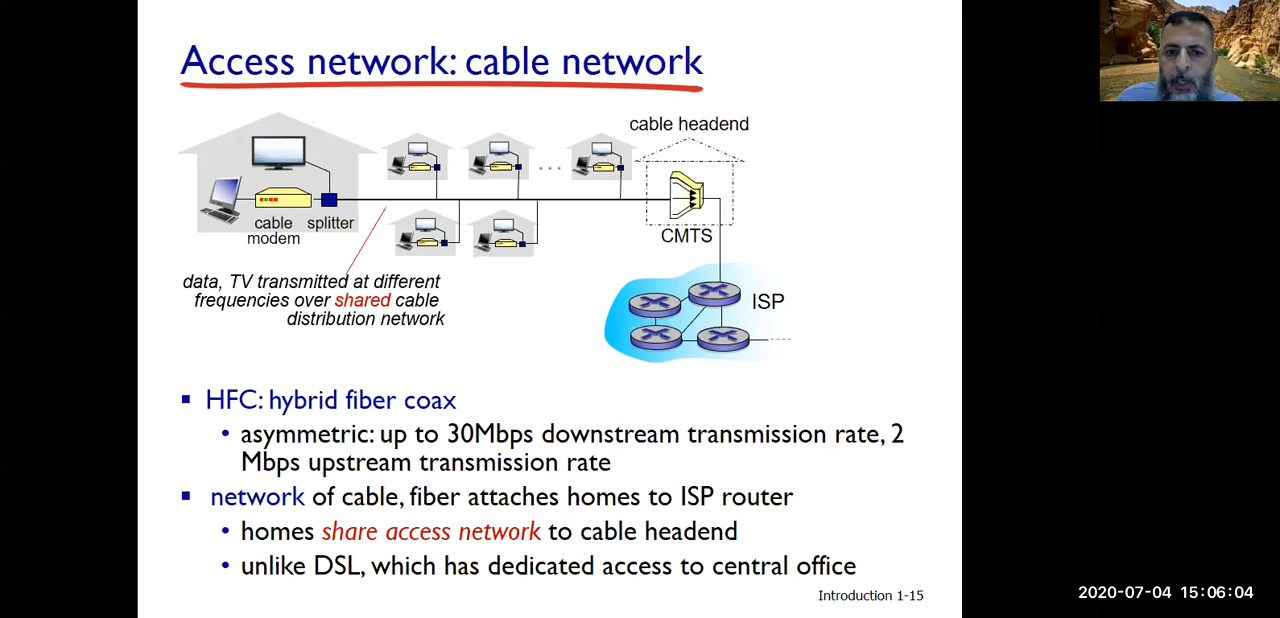 Access network: cable network
cable headend
cable
modem
splitter
CMTS
data, TV transmitted at different
frequencies over shared cable
distribution network
ISP
HFC: hybrid fiber coax
asymmetric: up to 30Mbps downstream transmission rate, 2
Mbps upstream transmission rate
network of cable, fiber attaches homes to ISP router
homes share access network to cable headend
unlike DSL, which has dedicated access to central office
Introduction 1-15
2020-07-04 15:06:04